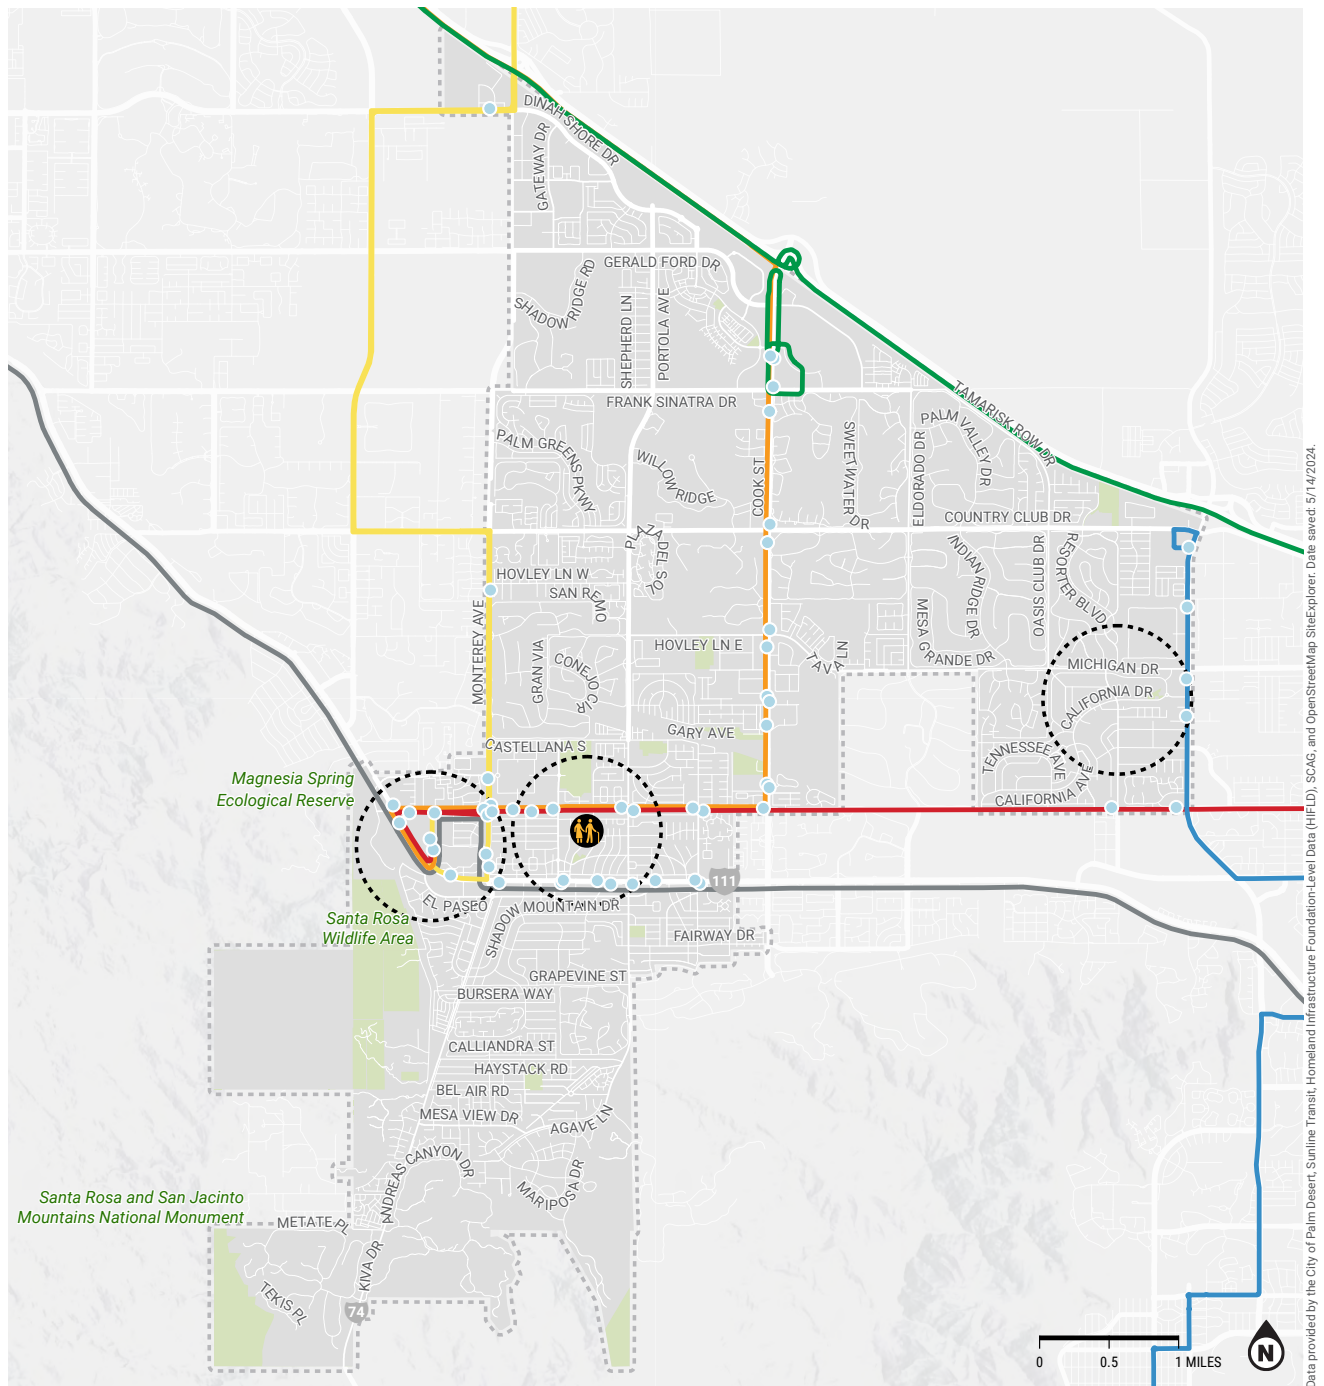 DINAH SHORE DR
GATEWAY DR
GERALD FORD DR
SHADOW RIDGE RD
SHEPHERD LN
PORTOLA AVE
FRANK SINATRA DR
TAMARISK ROW DR
PALM GREENS PKWY
WILLOW RIDGE
COOK ST
SWEETWATER DR
ELDORADO DR
PALM VALLEY DR
COUNTRY CLUB DR
PLAZA DEL SOL
HOVLEY LN W
SAN REMO
INDIAN RIDGE DR
OASIS CLUB DR
RESORTER BLVD
MONTEREY AVE
GRAN VIA
CONEJO CIR
HOVLEY LN E
TAVA LN
MESA GRANDE DR
MICHIGAN DR
CALIFORNIA DR
CASTELLANA S
GARY AVE
TENNESSEE AVE
CALIFORNIA AVE
Magnesia Spring
Ecological Reserve
111
EL PASEO
SHADOW MOUNTAIN DR
Santa Rosa
Wildlife Area
FAIRWAY DR
GRAPEVINE ST
BURSERA WAY
CALLIANDRA ST
HAYSTACK RD
BEL AIR RD
MESA VIEW DR
AGAVE LN
ANDREAS CANYON DR
MARIPOSA DR
Santa Rosa and San Jacinto
Mountains National Monument
METATE PL
KIVA DR
TEKIS PL
74
0 0.5 1 MILES
N
Data provided by the City of Palm Desert, Sunline Transit, Homeland Infrastructure Foundation-Level Data (HIFLD), SCAG, and OpenStreetMap SiteExplorer. Date saved: 5/14/2024.